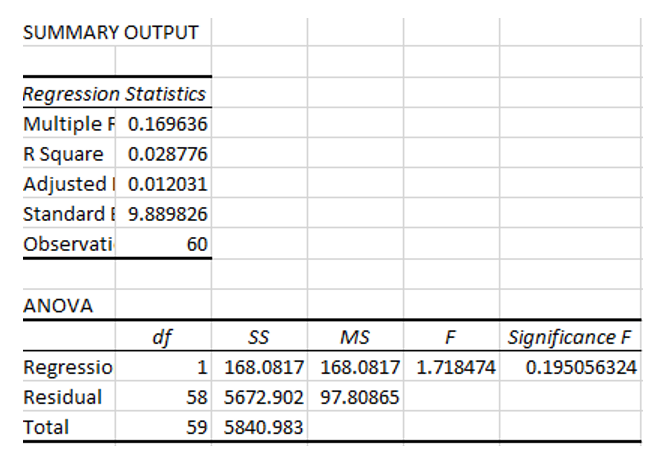 SUMMARY OUTPUT
Regression Statistics
Multiple R 0.169636
R Square 0.028776
Adjusted 0.012031
Standard E 9.889826
Observati 60
ANOVA
df SS MS F Significance F
Regressio 1 168.0817 168.0817 1.718474 0.195056324
Residual 58 5672.902 97.80865
Total 59 5840.983